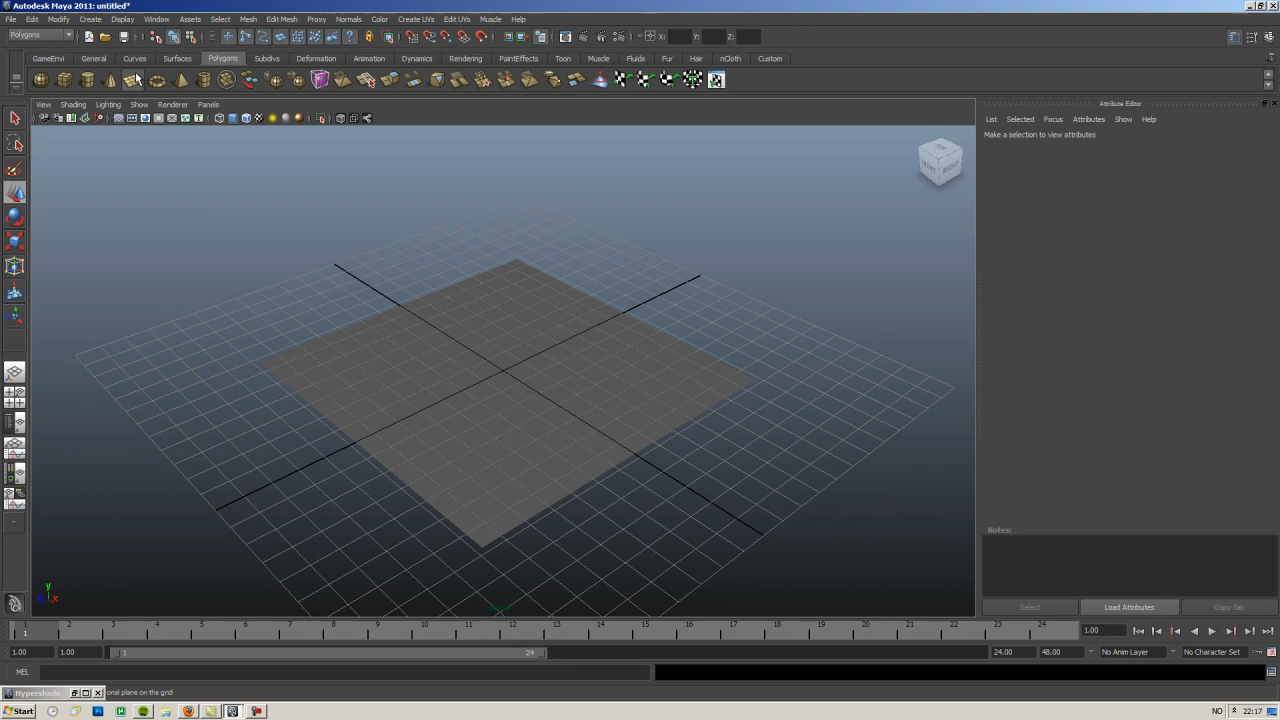 Autodesk Maya 2011: untitled*
File Edit Modify Create Display Window Assets Select Mesh Edit Mesh Proxy Normals Color Create UVs Edit UVs Muscle Help
Polygons X: Y: Z:
GameEnvi General Curves Surfaces Polygons Subdivs Deformation Animation Dynamics Rendering PaintEffects Toon Muscle Fluids Fur Hair nCloth Custom
View Shading Lighting Show Renderer Panels
Attribute Editor
List Selected Focus Attributes Show Help
Make a selection to view attributes
TOP
FRONT RIGHT
Notes:
y
x
Select Load Attributes Copy Tab
1 2 3 4 5 6 7 8 9 10 11 12 13 14 15 16 17 18 19 20 21 22 23 24
1 1.00
1.00 1.00 1 24 24.00 48.00 No Anim Layer No Character Set
MEL
Hypershade onal plane on the grid
Start NO 22:17